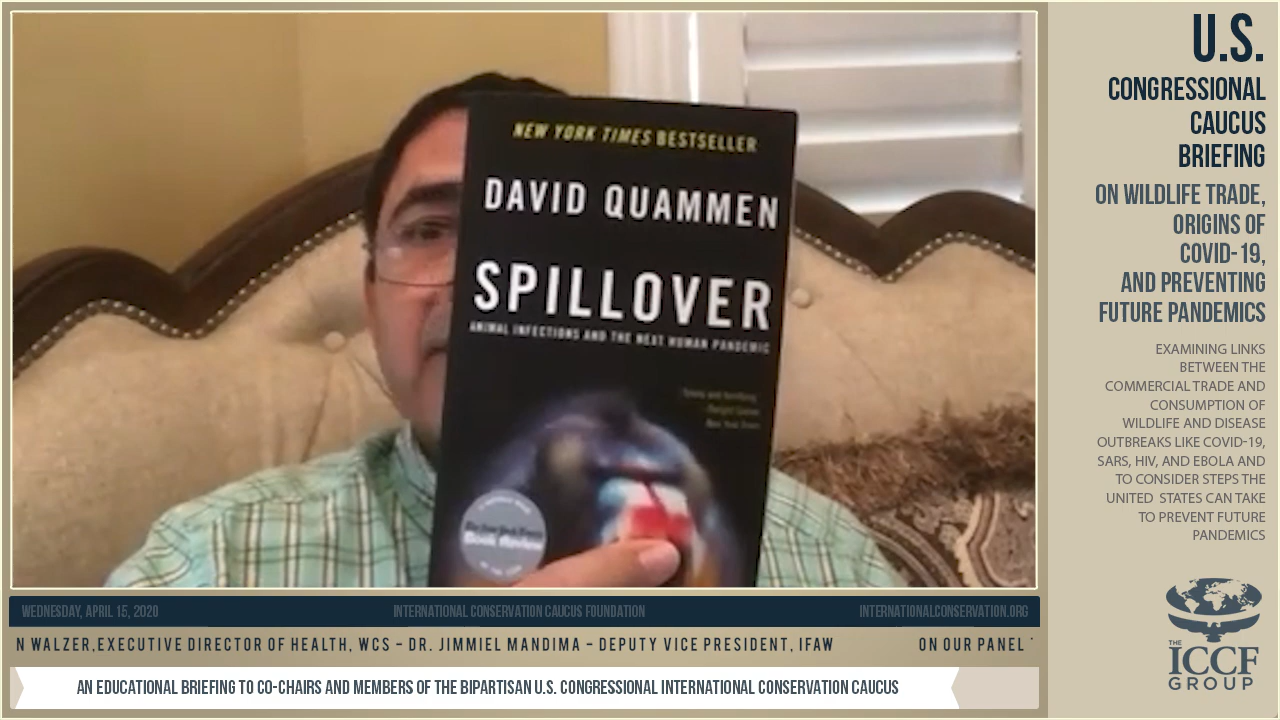 NEW YORK TIMES BESTSELLER
DAVID QUAMMEN
SPILLOVER
ANIMAL INFECTIONS AND THE NEXT HUMAN PANDEMIC
Book Review
U.S.
CONGRESSIONAL
CAUCUS
BRIEFING
ON WILDLIFE TRADE,
ORIGINS OF
COVID-19,
AND PREVENTING
FUTURE PANDEMICS
EXAMINING LINKS
BETWEEN THE
COMMERCIAL TRADE AND
CONSUMPTION OF
WILDLIFE AND DISEASE
OUTBREAKS LIKE COVID-19,
SARS, HIV, AND EBOLA AND
TO CONSIDER STEPS THE
UNITED STATES CAN TAKE
TO PREVENT FUTURE
PANDEMICS
THE
ICCF
GROUP
WEDNESDAY, APRIL 15, 2020 INTERNATIONAL CONSERVATION CAUCUS FOUNDATION INTERNATIONALCONSERVATION.ORG
N WALZER,EXECUTIVE DIRECTOR OF HEALTH, WCS - DR. JIMMIEL MANDIMA - DEPUTY VICE PRESIDENT, IFAW ON OUR PANEL
AN EDUCATIONAL BRIEFING TO CO-CHAIRS AND MEMBERS OF THE BIPARTISAN U.S. CONGRESSIONAL INTERNATIONAL CONSERVATION CAUCUS